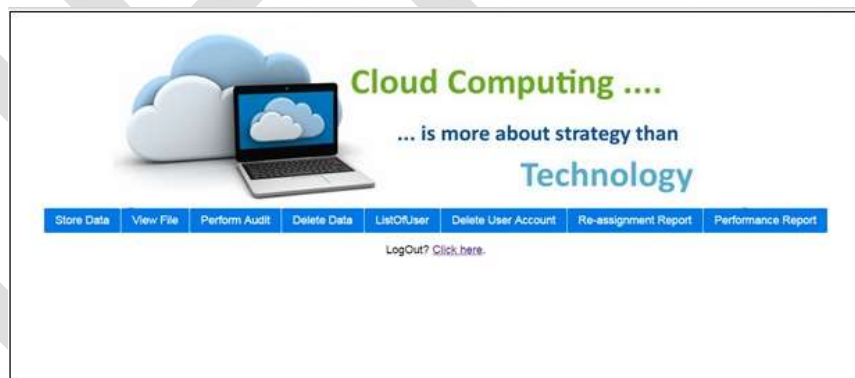 Cloud Computing ....
... is more about strategy than
Technology
Store Data View File Perform Audit Delete Data ListOfUser Delete User Account Re-assignment Report Performance Report
LogOut? Click here.